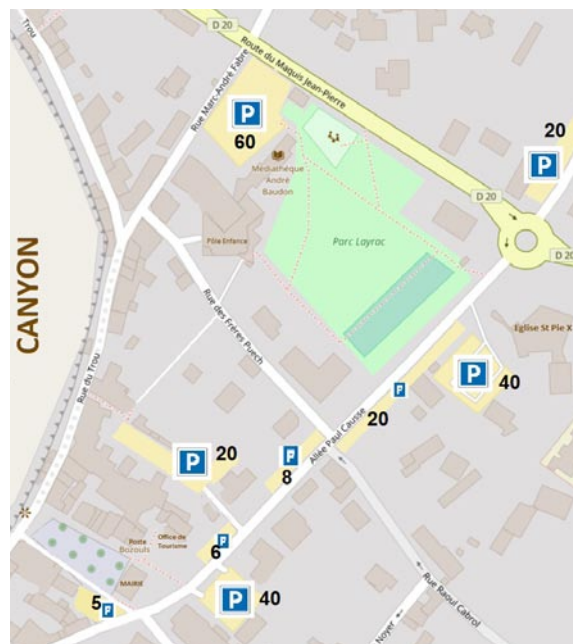 Trou
D 20
Route du Maquis Jean-Pierre
Rue Marc-André Fabre
P
60
20
P
Médiathèque
André
Baudon
D 20
Parc Layrac
Pôle Enfance
D 20
CANYON
Rue des Frères Puech
Eglise St Pie X
Rue du Trou
P
40
P
Allée Paul Causse
20
P
20
P
8
Poste
Bozouls
Office de
Tourisme
P
6
MAIRIE
5
P
P
40
Rue Raoul Cabrol
Noyer